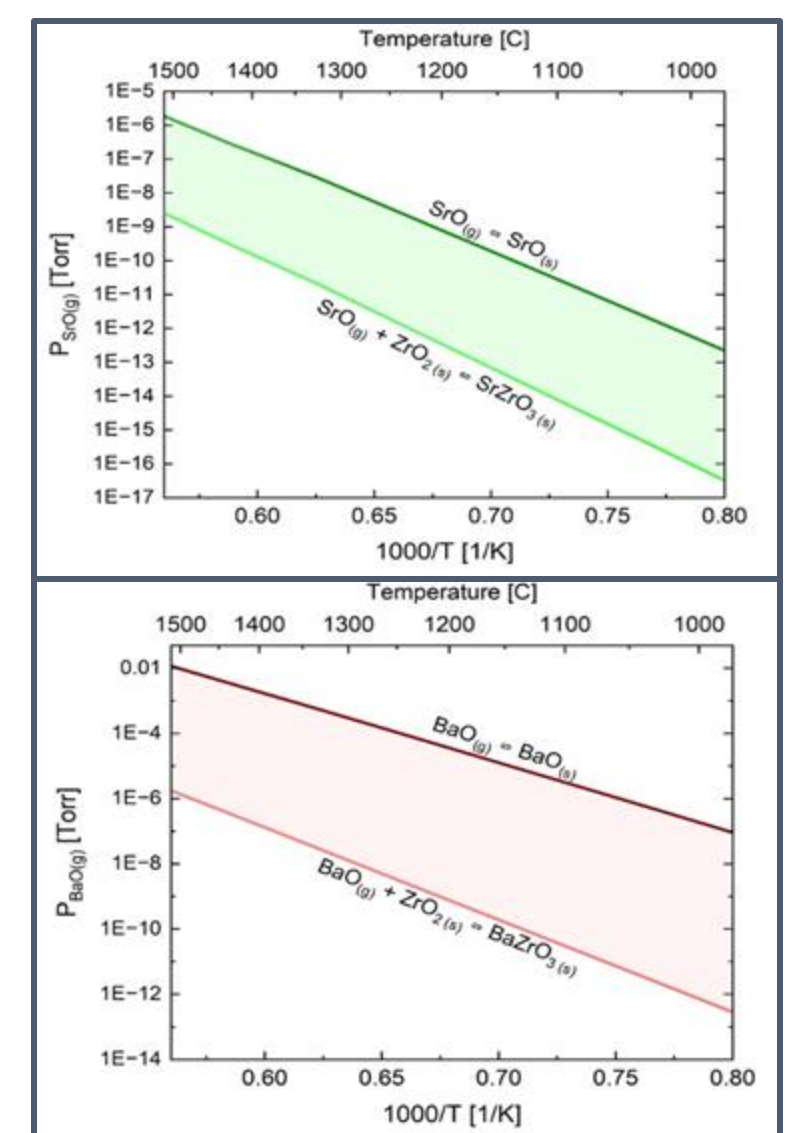 Temperature [C]
1500 1400 1300 1200 1100 1000
1E−5
1E−6
1E−7
1E−8
1E−9
1E−10
1E−11
1E−12
1E−13
1E−14
1E−15
1E−16
1E−17
P_SrO(g) [Torr]
SrO(g) = SrO(s)
SrO(g) + ZrO2 (s) = SrZrO3 (s)
0.60 0.65 0.70 0.75 0.80
1000/T [1/K]
Temperature [C]
1500 1400 1300 1200 1100 1000
0.01
1E−4
1E−6
1E−8
1E−10
1E−12
1E−14
P_BaO(g) [Torr]
BaO(g) = BaO(s)
BaO(g) + ZrO2 (s) = BaZrO3 (s)
0.60 0.65 0.70 0.75 0.80
1000/T [1/K]